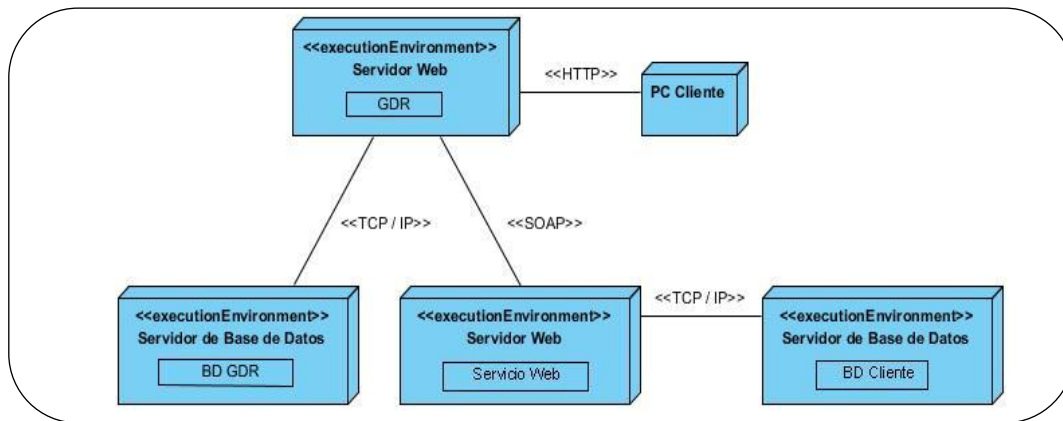 <<executionEnvironment>>
Servidor Web
GDR
<<HTTP>>
PC Cliente
<<TCP / IP>>
<<SOAP>>
<<executionEnvironment>>
Servidor de Base de Datos
BD GDR
<<executionEnvironment>>
Servidor Web
Servicio Web
<<TCP / IP>>
<<executionEnvironment>>
Servidor de Base de Datos
BD Cliente